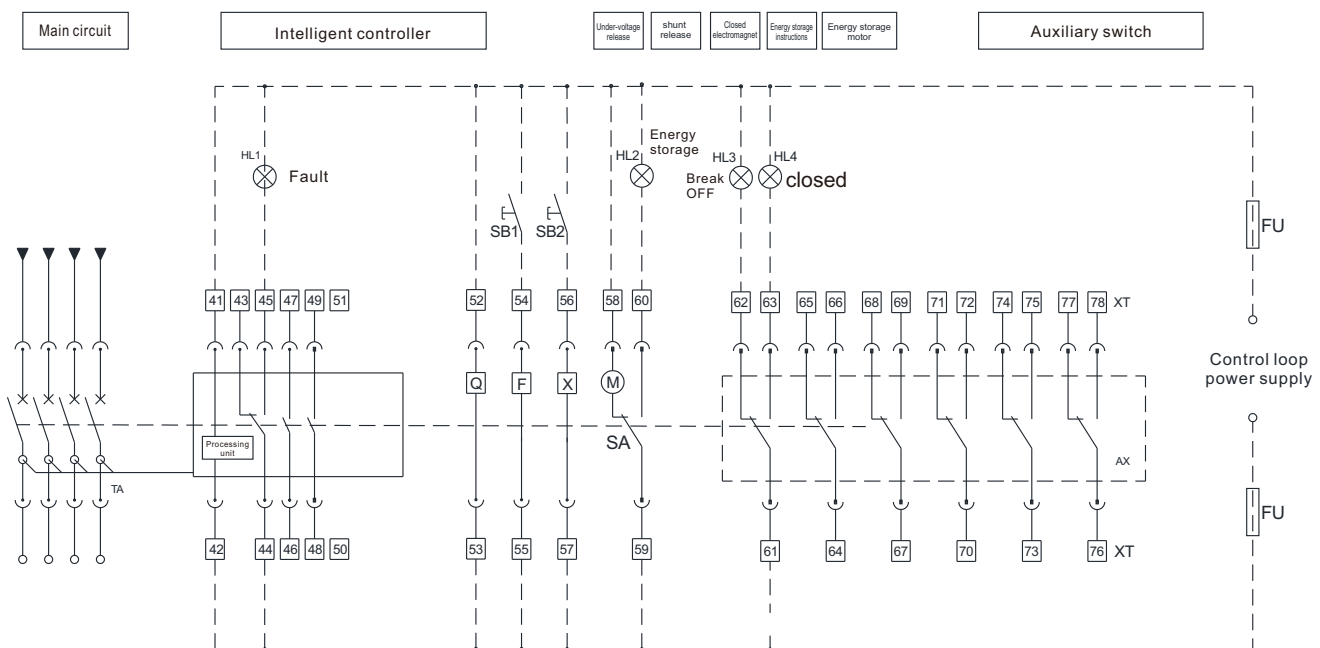 Main circuit
Intelligent controller
Under-voltage
release
shunt
release
Closed
electromagnet
Energy storage
instructions
Energy storage
motor
Auxiliary switch
HL1
Fault
SB1
SB2
HL2
Energy
storage
HL3
Break
OFF
HL4
closed
FU
41 43 45 47 49 51 52 54 56 58 60 62 63 65 66 68 69 71 72 74 75 77 78 XT
Control loop
power supply
Q F X M
SA
Processing
unit
AX
TA
FU
42 44 46 48 50 53 55 57 59 61 64 67 70 73 76 XT